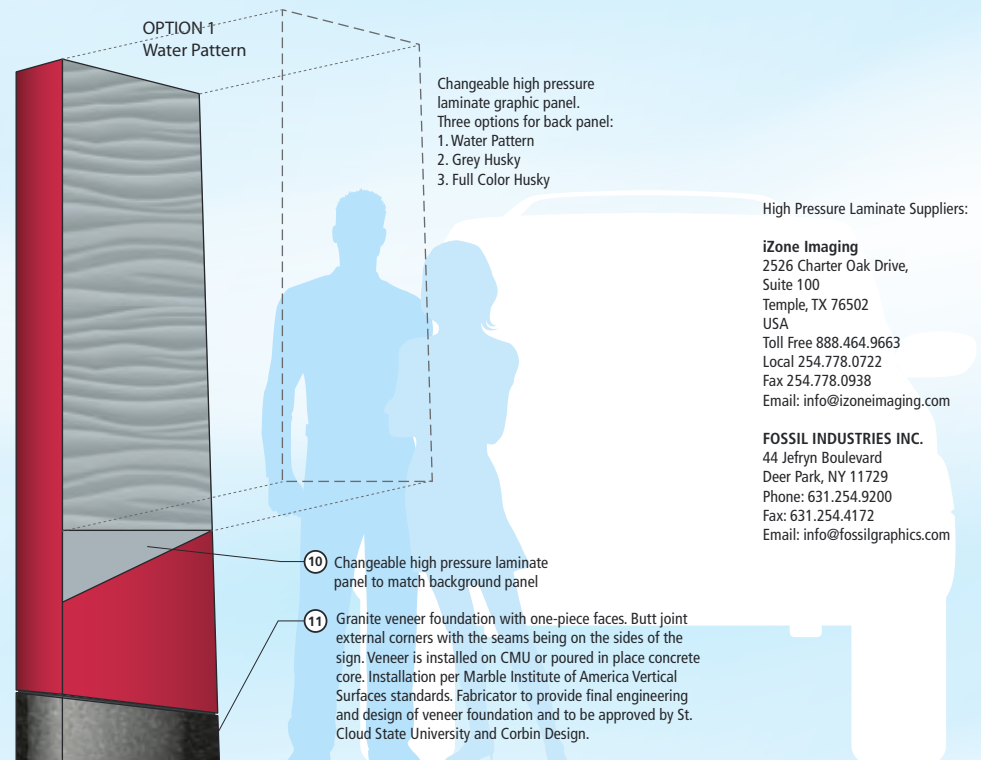 OPTION 1
Water Pattern
Changeable high pressure
laminate graphic panel.
Three options for back panel:
1. Water Pattern
2. Grey Husky
3. Full Color Husky
High Pressure Laminate Suppliers:
iZone Imaging
2526 Charter Oak Drive,
Suite 100
Temple, TX 76502
USA
Toll Free 888.464.9663
Local 254.778.0722
Fax 254.778.0938
Email: info@izoneimaging.com
FOSSIL INDUSTRIES INC.
44 Jefryn Boulevard
Deer Park, NY 11729
Phone: 631.254.9200
Fax: 631.254.4172
Email: info@fossilgraphics.com
10 Changeable high pressure laminate
panel to match background panel
11 Granite veneer foundation with one-piece faces. Butt joint
external corners with the seams being on the sides of the
sign. Veneer is installed on CMU or poured in place concrete
core. Installation per Marble Institute of America Vertical
Surfaces standards. Fabricator to provide final engineering
and design of veneer foundation and to be approved by St.
Cloud State University and Corbin Design.